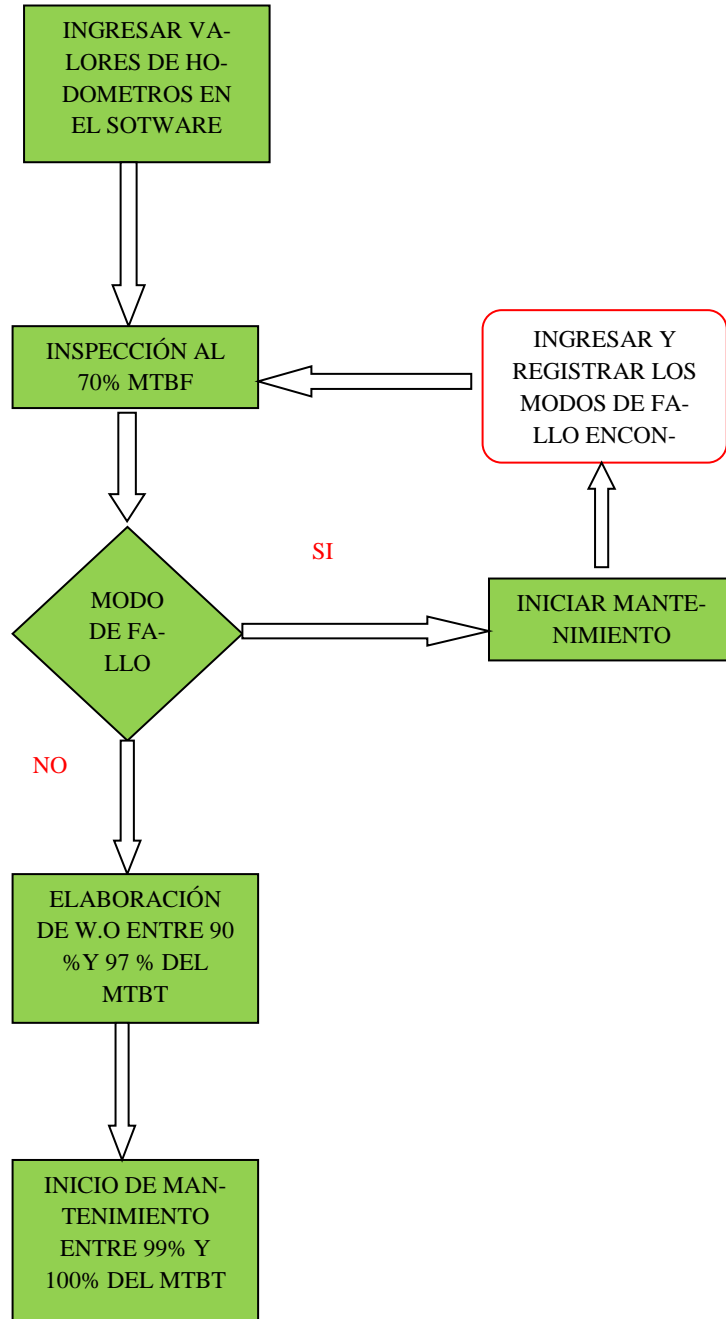 INGRESAR VA-
LORES DE HO-
DOMETROS EN
EL SOTWARE
INSPECCIÓN AL
70% MTBF
INGRESAR Y
REGISTRAR LOS
MODOS DE FA-
LLO ENCON-
SI
MODO
DE FA-
LLO
INICIAR MANTE-
NIMIENTO
NO
ELABORACIÓN
DE W.O ENTRE 90
%Y 97 % DEL
MTBT
INICIO DE MAN-
TENIMIENTO
ENTRE 99% Y
100% DEL MTBT